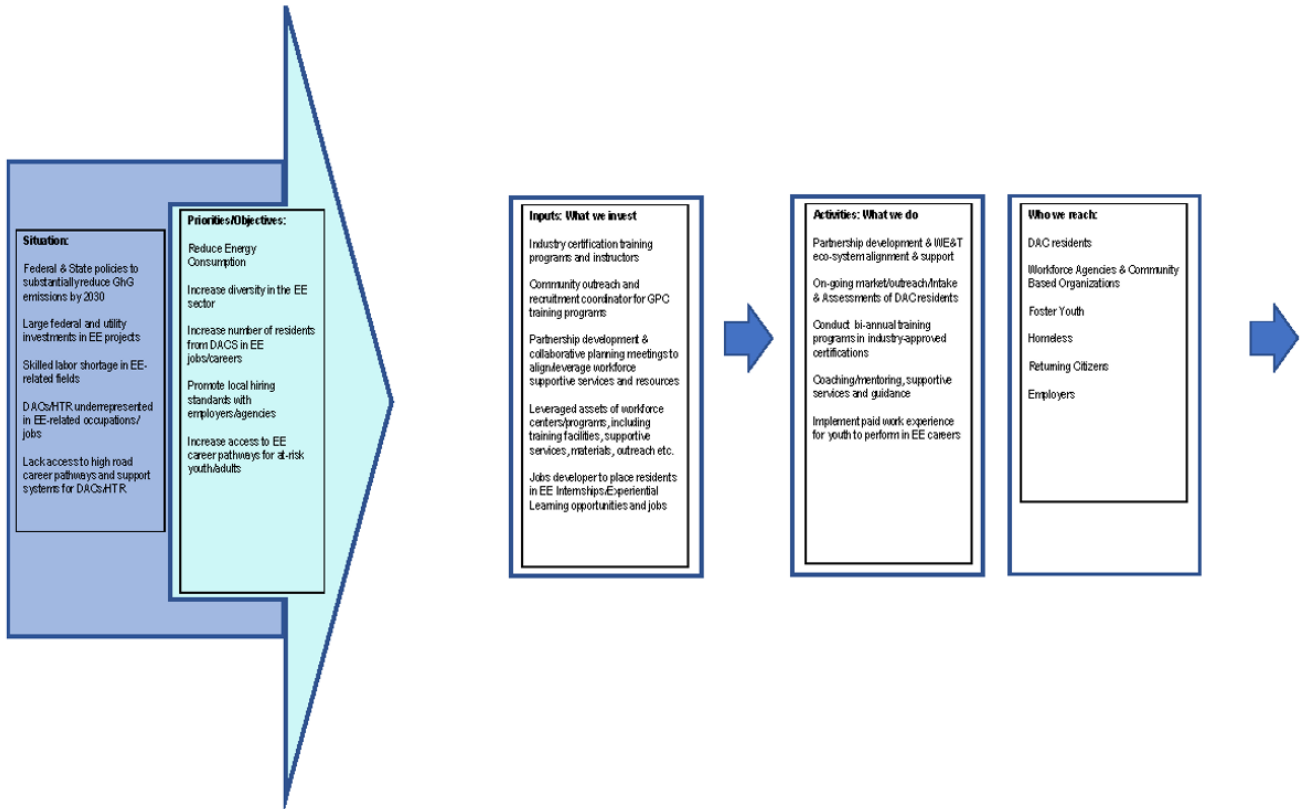 Situation:
Federal & State policies to
substantially reduce GhG
emissions by 2030
Large federal and utility
investments in EE projects
Skilled labor shortage in EE-
related fields
DACs/HTR underrepresented
in EE-related occupations/
jobs
Lack access to high road
career pathways and support
systems for DACs/HTR
Priorities/Objectives:
Reduce Energy
Consumption
Increase diversity in the EE
sector
Increase number of residents
from DACS in EE
jobs/careers
Promote local hiring
standards with
employers/agencies
Increase access to EE
career pathways for at-risk
youth/adults
Inputs: What we invest
Industry certification training
programs and instructors
Community outreach and
recruitment coordinator for GPC
training programs
Partnership development &
collaborative planning meetings to
align/leverage workforce
supportive services and resources
Leveraged assets of workforce
centers/programs, including
training facilities, supportive
services, materials, outreach etc.
Jobs developer to place residents
in EE Internships/Experiential
Learning opportunities and jobs
Activities: What we do
Partnership development & WE&T
eco-system alignment & support
On-going market/outreach/Intake
& Assessments of DAC residents
Conduct bi-annual training
programs in industry-approved
certifications
Coaching/mentoring, supportive
services and guidance
Implement paid work experience
for youth to perform in EE careers
Who we reach:
DAC residents
Workforce Agencies & Community
Based Organizations
Foster Youth
Homeless
Returning Citizens
Employers